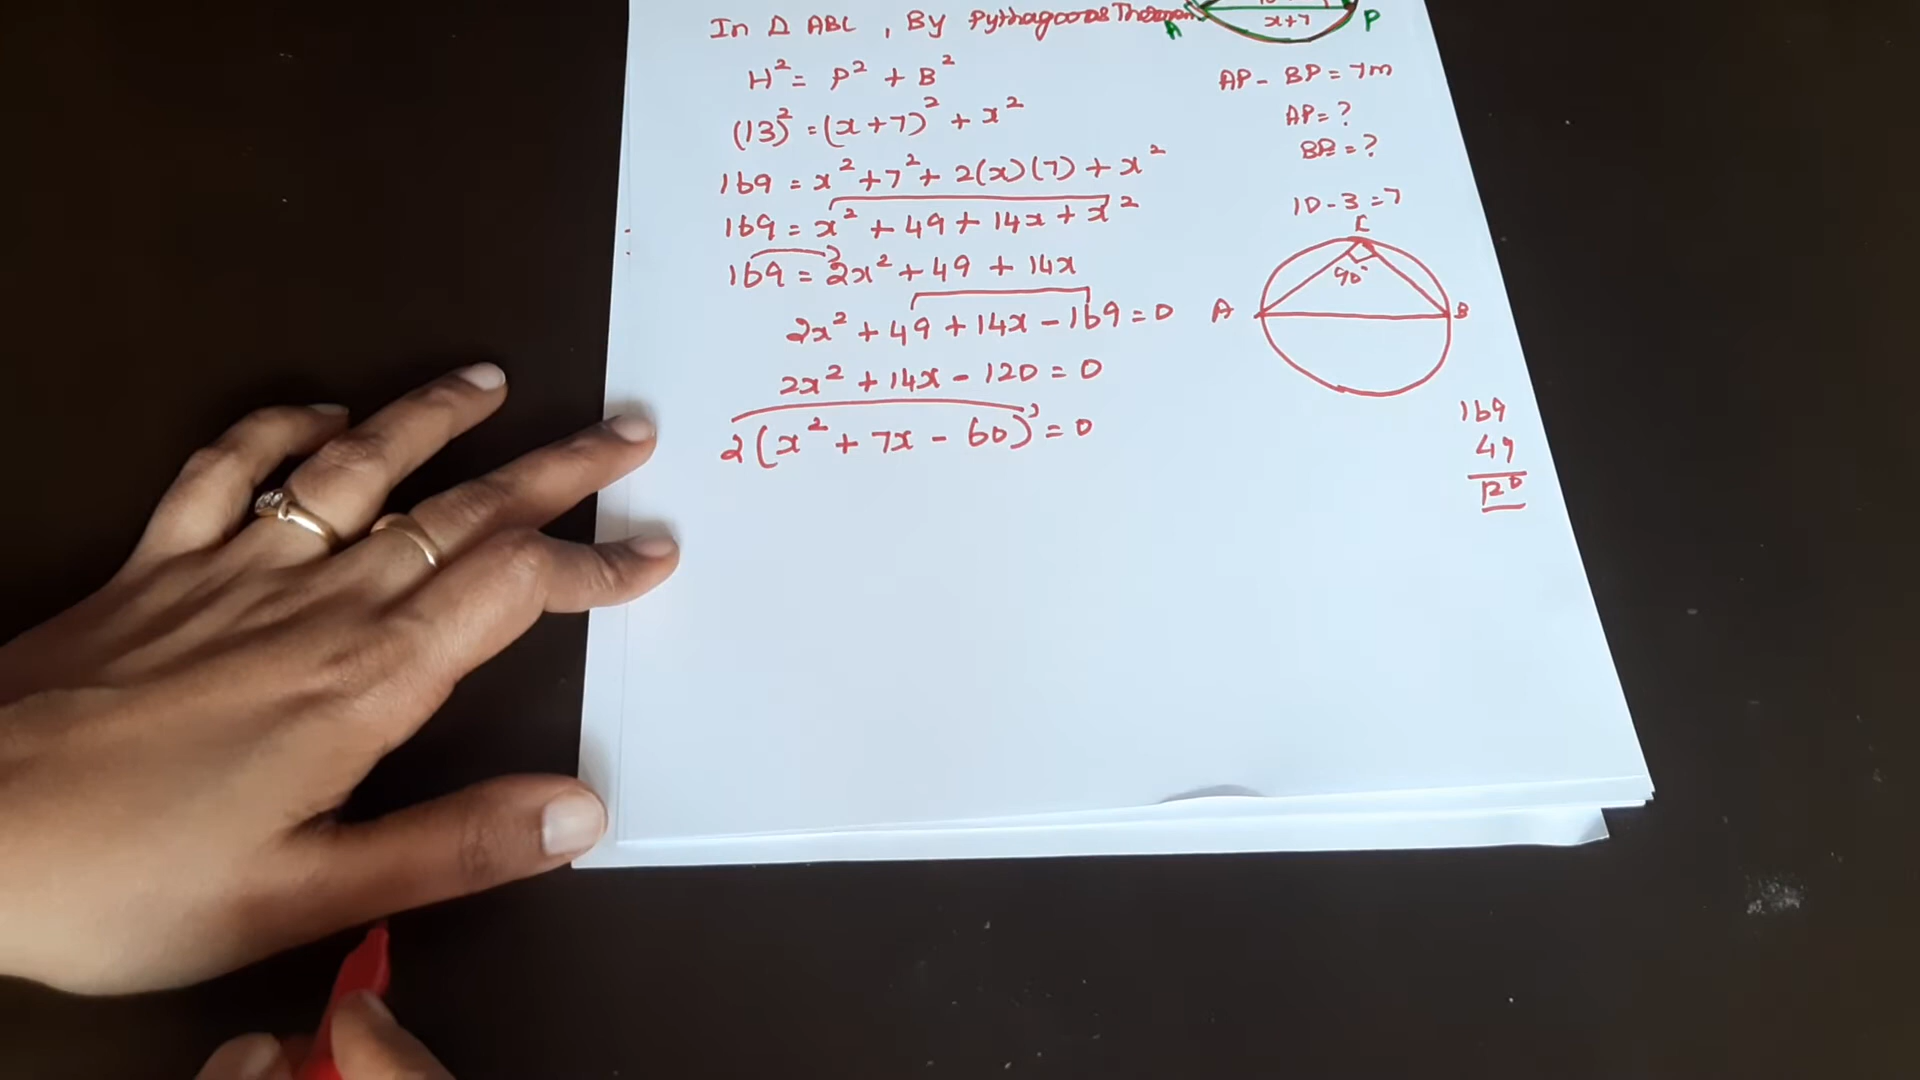 In Δ ABC , By Pythagoras Theorem
H² = P² + B²
(13)² = (x+7)² + x²
169 = x² + 7² + 2(x)(7) + x²
169 = x² + 49 + 14x + x²
169 = 2x² + 49 + 14x
2x² + 49 + 14x - 169 = 0
2x² + 14x - 120 = 0
2(x² + 7x - 60) = 0
A
x+7
P
AP - BP = 7m
AP = ?
BP = ?
10 - 3 = 7
C
90°
A
B
169
49
120